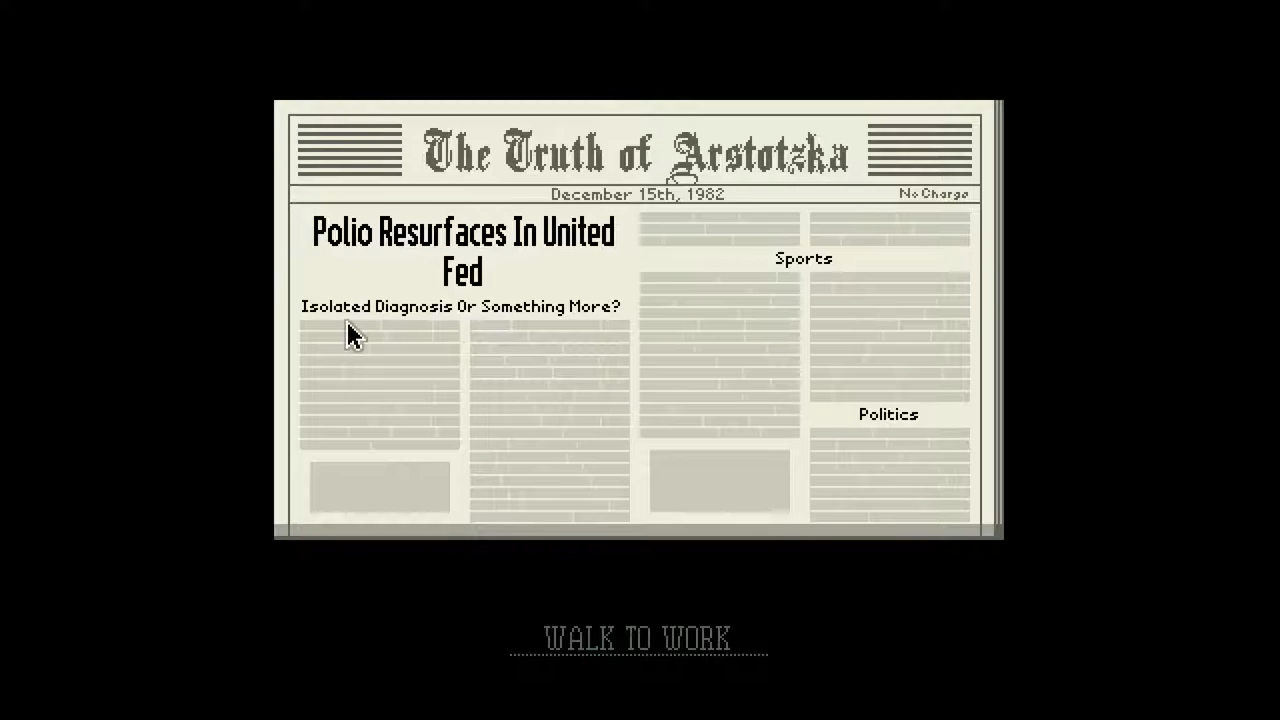 The Truth of Arstotzka
December 15th, 1982
No Charge
Polio Resurfaces In United
Fed
Isolated Diagnosis Or Something More?
Sports
Politics
WALK TO WORK